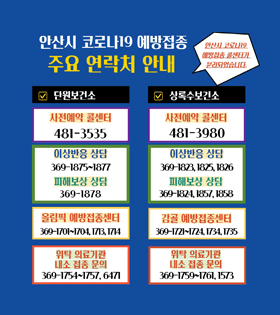 안산시 코로나19 예방접종
주요 연락처 안내
안산시 코로나19
예방접종 콜센터가
분리되었습니다.
단원보건소
사전예약 콜센터
481-3535
이상반응 상담
369-1875~1877
피해보상 상담
369-1878
올림픽 예방접종센터
369-1701~1704, 1713, 1714
위탁 의료기관
내소 접종 문의
369-1754~1757, 6471
상록수보건소
사전예약 콜센터
481-3980
이상반응 상담
369-1823, 1825, 1826
피해보상 상담
369-1824, 1857, 1858
감골 예방접종센터
369-1721~1724, 1734, 1735
위탁 의료기관
내소 접종 문의
369-1759~1761, 1573